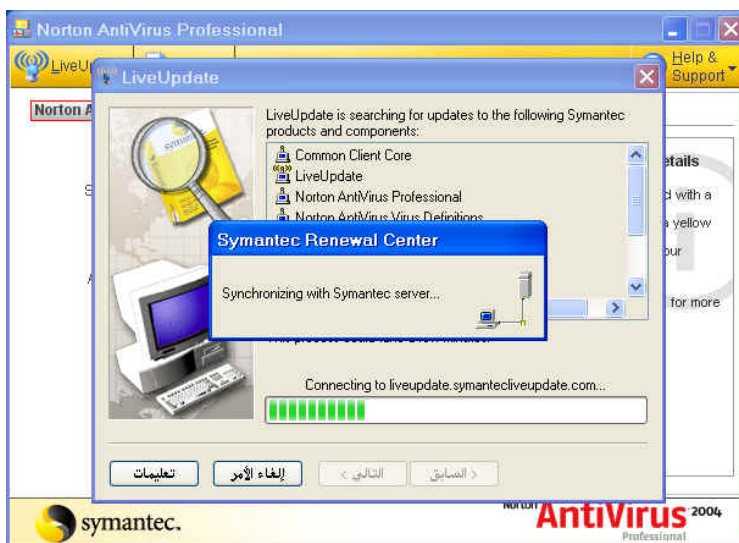 Norton AntiVirus Professional
LiveU
Help &
Support
LiveUpdate
Norton A
LiveUpdate is searching for updates to the following Symantec
products and components:
Common Client Core
LiveUpdate
Norton AntiVirus Professional
Norton AntiVirus Virus Definitions
etails
d with a
a yellow
our
for more
Symantec Renewal Center
Synchronizing with Symantec server...
Connecting to liveupdate.symantecliveupdate.com...
تعليمات
إلغاء الأمر
التالي >
< السابق
symantec.
Norton
AntiVirus 2004
Professional